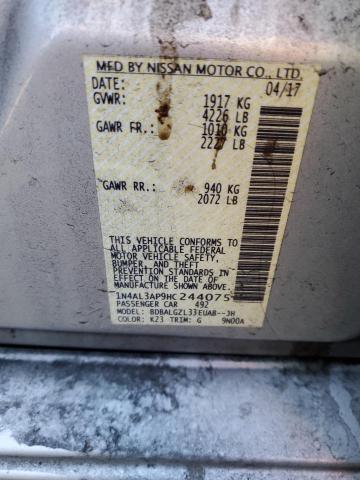 MFD BY NISSAN MOTOR CO., LTD.
DATE: 04/17
GVWR: 1917 KG
4226 LB
GAWR FR.: 1010 KG
2227 LB
GAWR RR.: 940 KG
2072 LB
THIS VEHICLE CONFORMS TO
ALL APPLICABLE FEDERAL
MOTOR VEHICLE SAFETY,
BUMPER, AND THEFT
PREVENTION STANDARDS
IN EFFECT ON THE DATE OF
MANUFACTURE SHOWN ABOVE.
1N4AL3AP9HC244075
PASSENGER CAR 492
MODEL: BDBALGZL33EUAB--JH
COLOR: K23 TRIM: G 9N00A